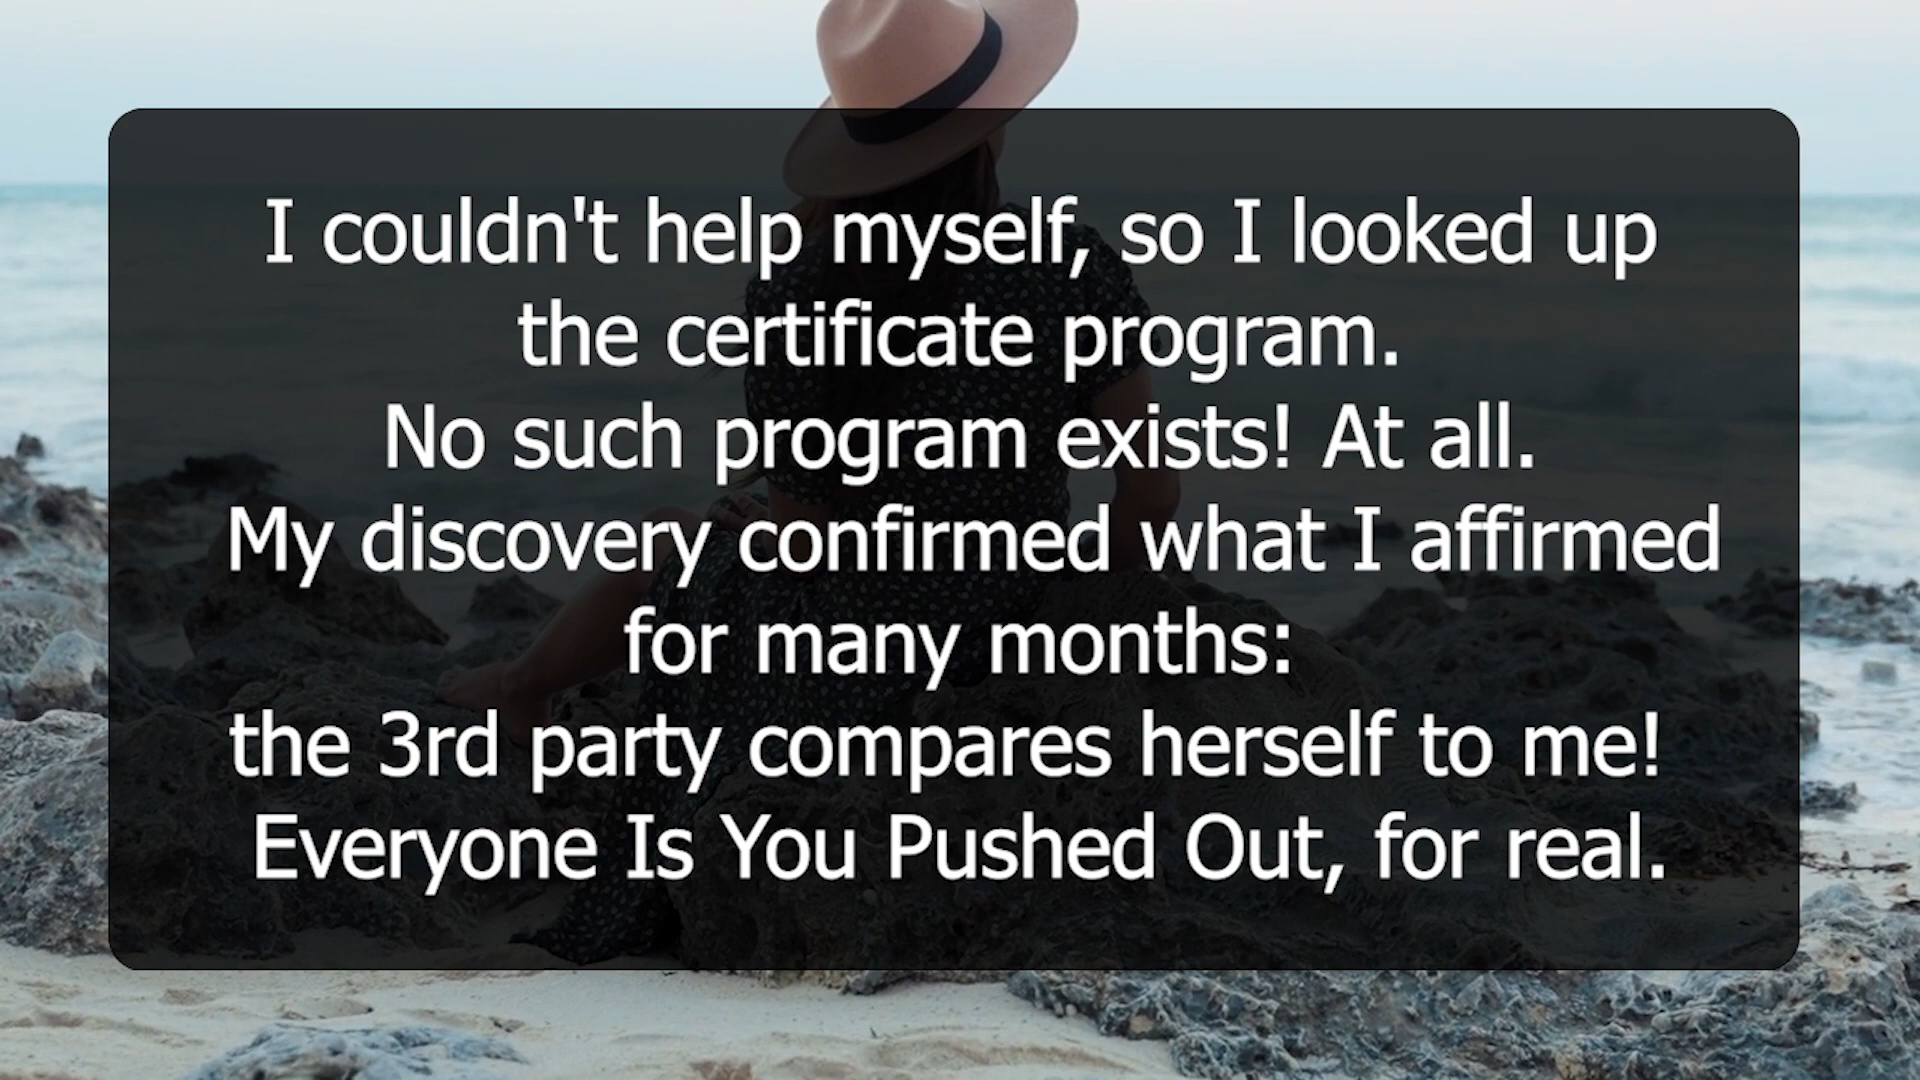 I couldn't help myself, so I looked up
the certificate program.
No such program exists! At all.
My discovery confirmed what I affirmed
for many months:
the 3rd party compares herself to me!
Everyone Is You Pushed Out, for real.